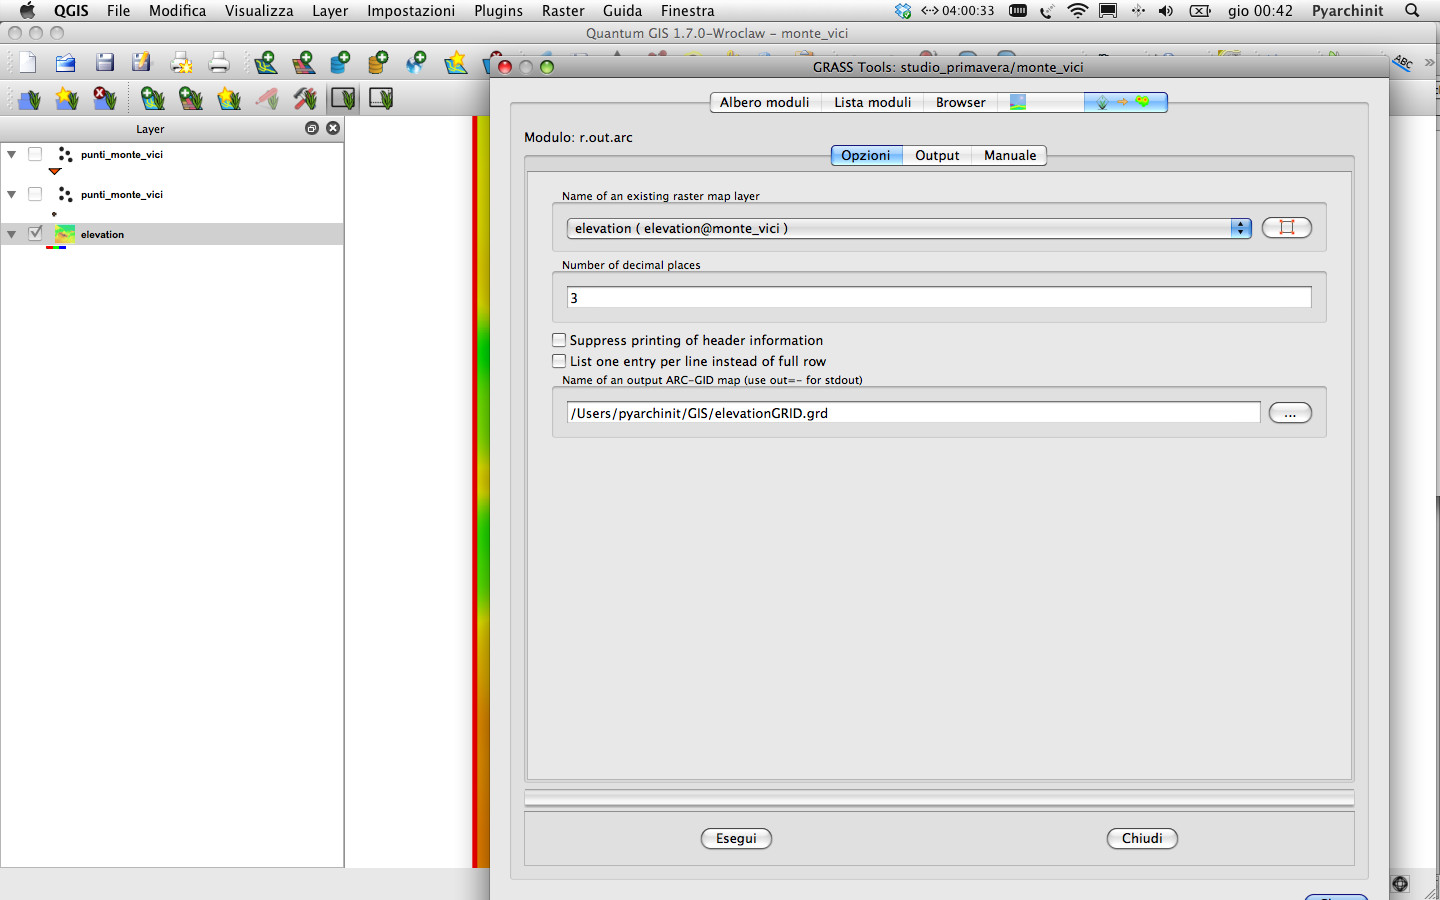 QGIS File Modifica Visualizza Layer Impostazioni Plugins Raster Guida Finestra 04:00:33 gio 00:42 Pyarchinit
Quantum GIS 1.7.0-Wroclaw - monte_vici
GRASS Tools: studio_primavera/monte_vici
ABC
Albero moduli Lista moduli Browser
Layer
Modulo: r.out.arc
Opzioni Output Manuale
punti_monte_vici
punti_monte_vici
elevation
Name of an existing raster map layer
elevation ( elevation@monte_vici )
Number of decimal places
3
Suppress printing of header information
List one entry per line instead of full row
Name of an output ARC-GID map (use out=- for stdout)
/Users/pyarchinit/GIS/elevationGRID.grd
...
Esegui Chiudi